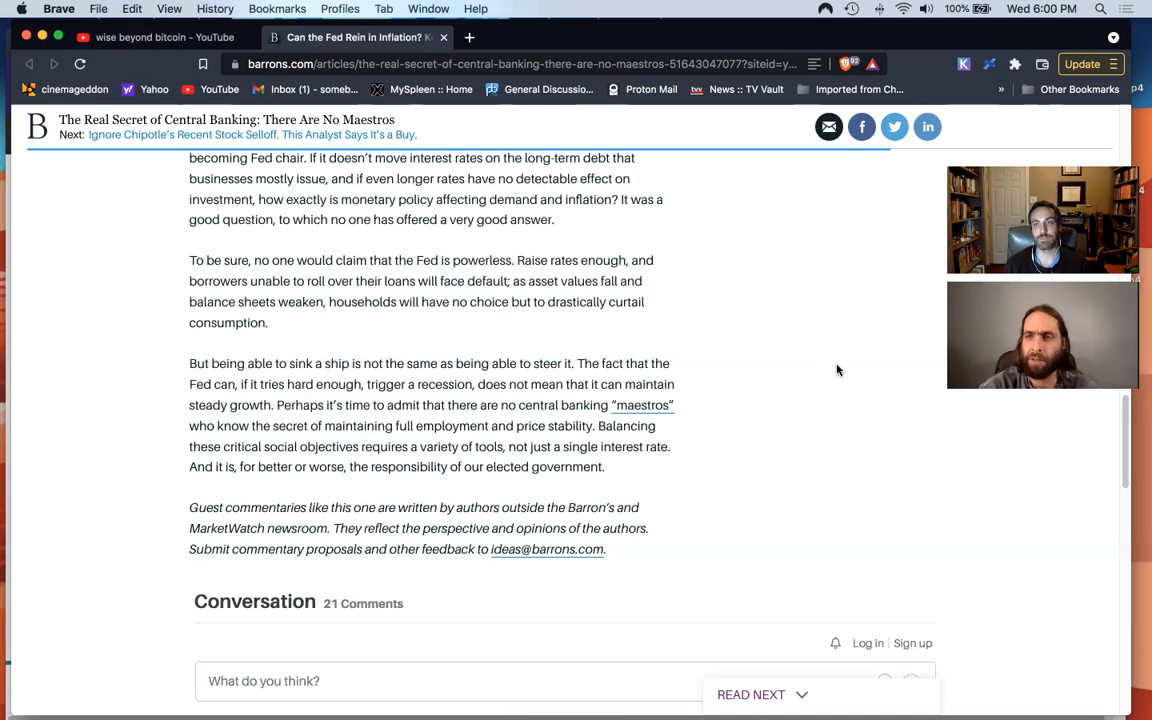 Brave File Edit View History Bookmarks Profiles Tab Window Help 100% Wed 6:00 PM
wise beyond bitcoin - YouTube
Can the Fed Rein in Inflation? K
barrons.com/articles/the-real-secret-of-central-banking-there-are-no-maestros-51643047077?siteid=y... 92 K Update
cinemageddon Yahoo YouTube Inbox (1) - someb... MySpleen :: Home General Discussio... Proton Mail tvv News :: TV Vault Imported from Ch... » Other Bookmarks
p4
B
The Real Secret of Central Banking: There Are No Maestros
Next: Ignore Chipotle's Recent Stock Selloff. This Analyst Says It's a Buy.
becoming Fed chair. If it doesn't move interest rates on the long-term debt that
businesses mostly issue, and if even longer rates have no detectable effect on
investment, how exactly is monetary policy affecting demand and inflation? It was a
good question, to which no one has offered a very good answer.
To be sure, no one would claim that the Fed is powerless. Raise rates enough, and
borrowers unable to roll over their loans will face default; as asset values fall and
balance sheets weaken, households will have no choice but to drastically curtail
consumption.
But being able to sink a ship is not the same as being able to steer it. The fact that the
Fed can, if it tries hard enough, trigger a recession, does not mean that it can maintain
steady growth. Perhaps it's time to admit that there are no central banking "maestros"
who know the secret of maintaining full employment and price stability. Balancing
these critical social objectives requires a variety of tools, not just a single interest rate.
And it is, for better or worse, the responsibility of our elected government.
Guest commentaries like this one are written by authors outside the Barron's and
MarketWatch newsroom. They reflect the perspective and opinions of the authors.
Submit commentary proposals and other feedback to ideas@barrons.com.
Conversation 21 Comments
Log in Sign up
What do you think?
READ NEXT